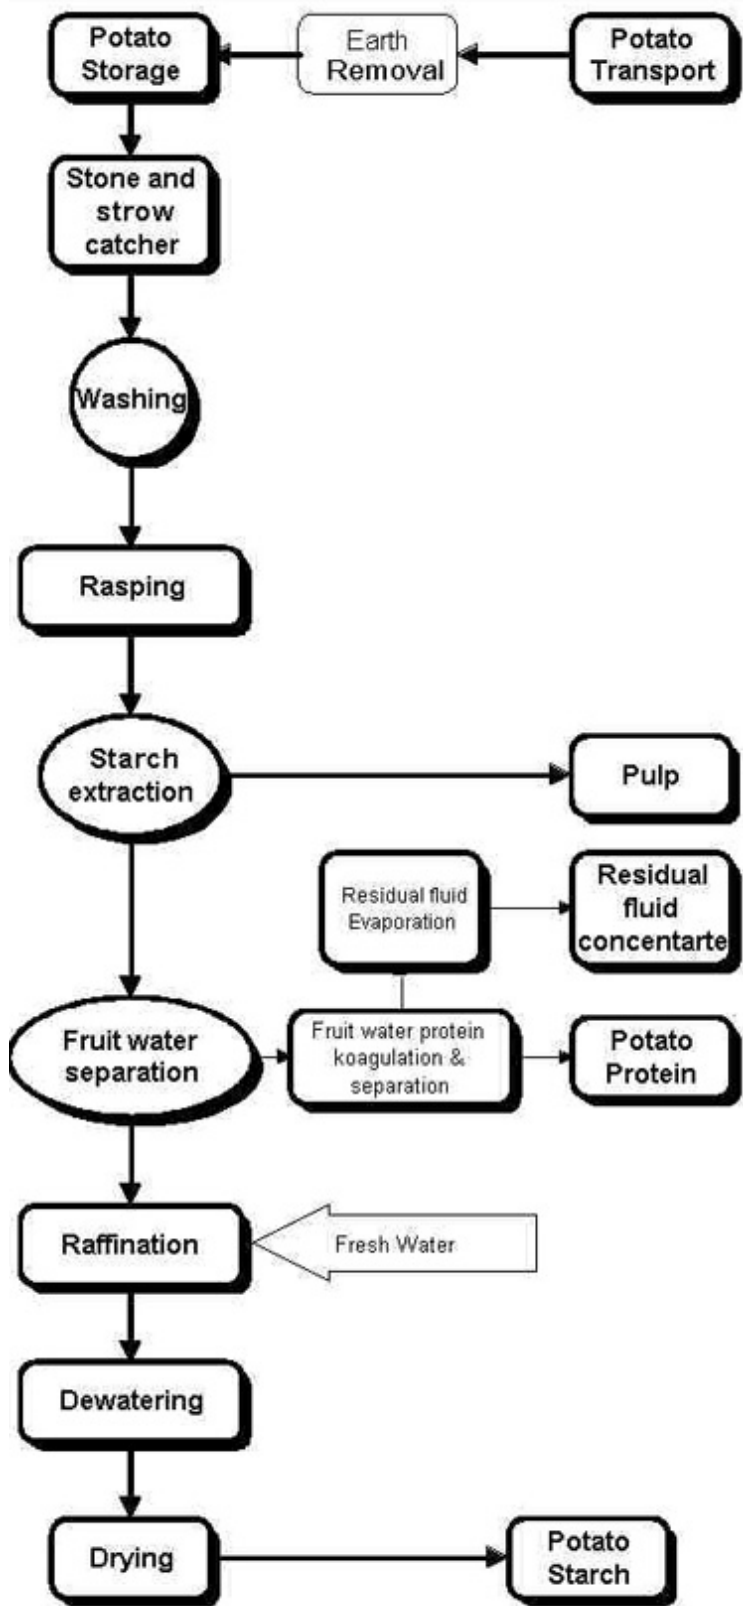 Potato
Storage
Earth
Removal
Potato
Transport
Stone and
strow
catcher
Washing
Rasping
Starch
extraction
Pulp
Residual fluid
Evaporation
Residual
fluid
concentarte
Fruit water
separation
Fruit water protein
koagulation &
separation
Potato
Protein
Raffination
Fresh Water
Dewatering
Drying
Potato
Starch